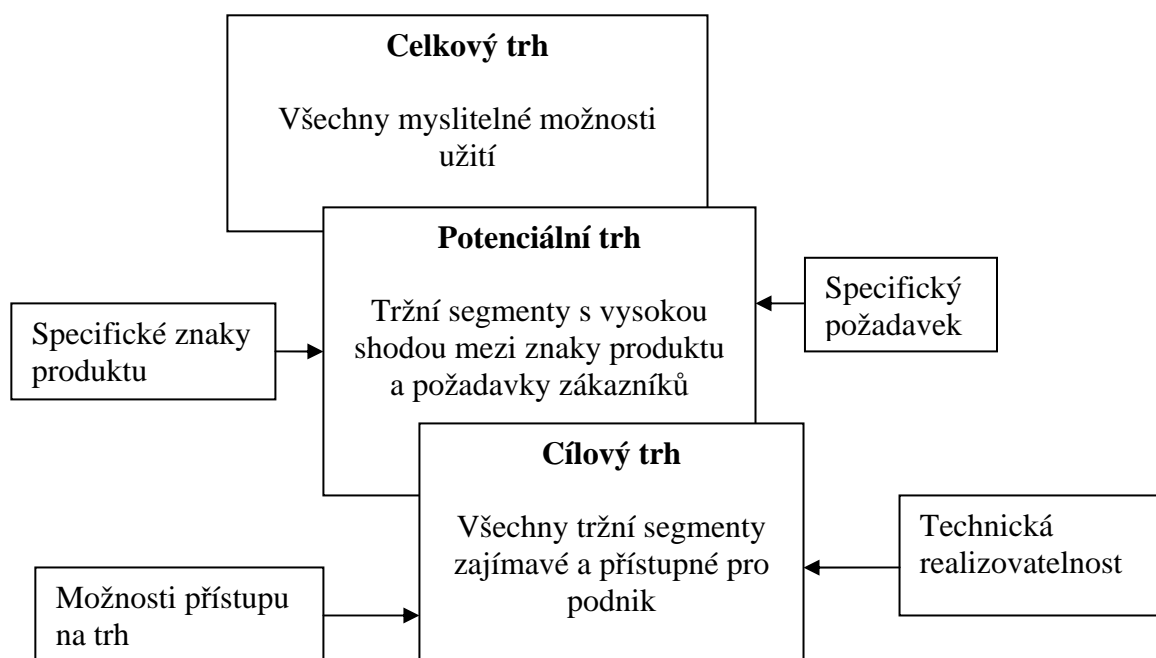 Celkový trh
Všechny myslitelné možnosti
užití
Potenciální trh
Tržní segmenty s vysokou
shodou mezi znaky produktu
a požadavky zákazníků
Specifický
požadavek
Specifické znaky
produktu
Cílový trh
Všechny tržní segmenty
zajímavé a přístupné pro
podnik
Technická
realizovatelnost
Možnosti přístupu
na trh